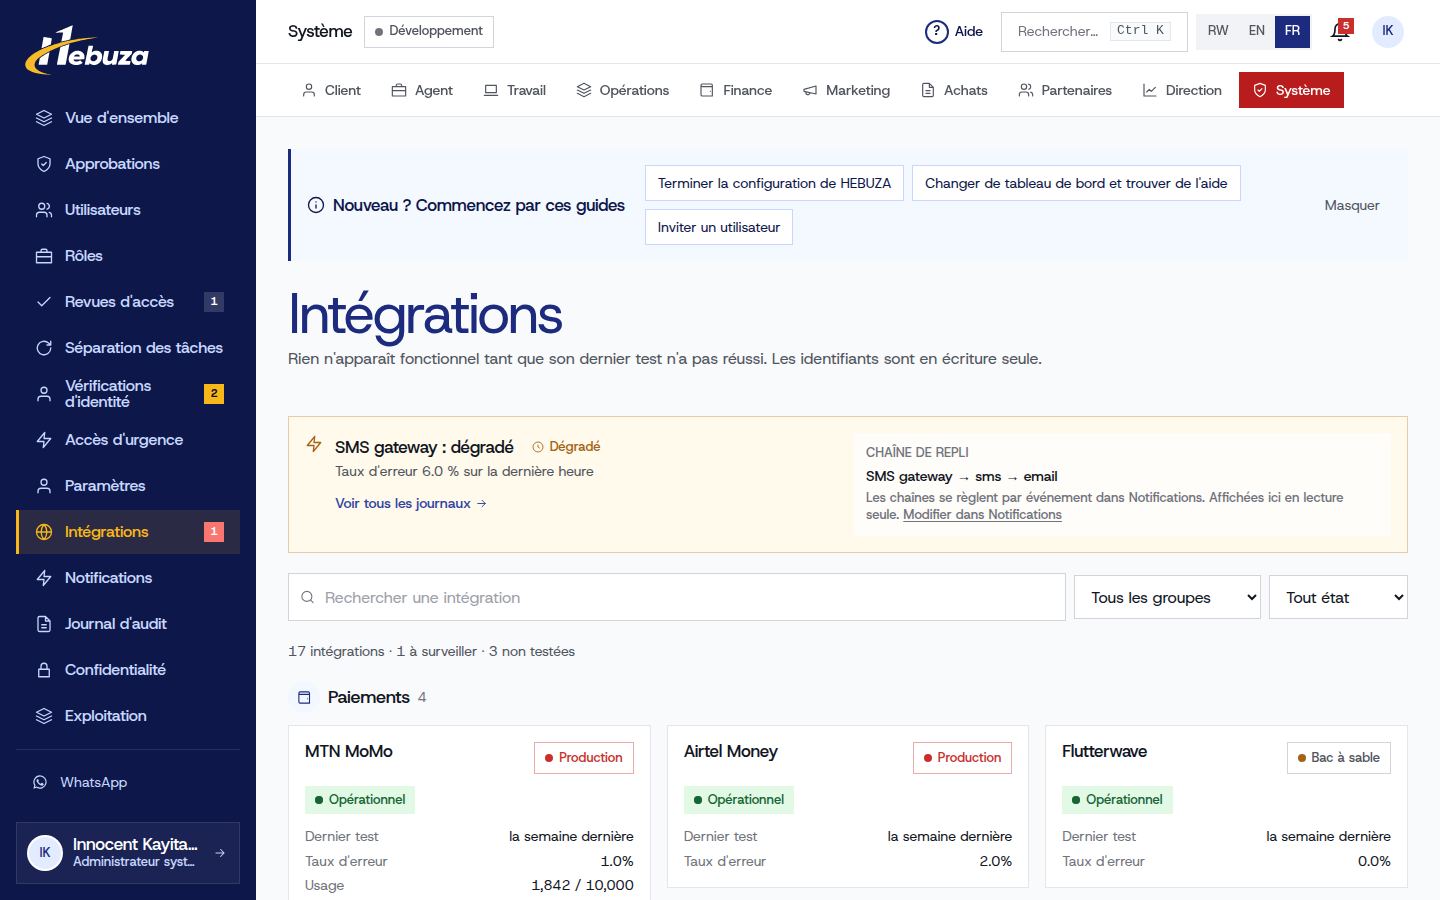 Hebuza
Vue d'ensemble
Approbations
Utilisateurs
Rôles
Revues d'accès 1
Séparation des tâches
Vérifications
d'identité 2
Accès d'urgence
Paramètres
Intégrations 1
Notifications
Journal d'audit
Confidentialité
Exploitation
WhatsApp
IK Innocent Kayita...
Administrateur syst...
Système Développement
? Aide Rechercher... Ctrl K RW EN FR 5 IK
Client Agent Travail Opérations Finance Marketing Achats Partenaires Direction Système
Nouveau ? Commencez par ces guides
Terminer la configuration de HEBUZA Changer de tableau de bord et trouver de l'aide
Inviter un utilisateur
Masquer
Intégrations
Rien n'apparaît fonctionnel tant que son dernier test n'a pas réussi. Les identifiants sont en écriture seule.
SMS gateway : dégradé Dégradé
Taux d'erreur 6.0 % sur la dernière heure
Voir tous les journaux →
CHAÎNE DE REPLI
SMS gateway → sms → email
Les chaînes se règlent par événement dans Notifications. Affichées ici en lecture
seule. Modifier dans Notifications
Rechercher une intégration Tous les groupes Tout état
17 intégrations · 1 à surveiller · 3 non testées
Paiements 4
MTN MoMo Production
Opérationnel
Dernier test la semaine dernière
Taux d'erreur 1.0%
Usage 1,842 / 10,000
Airtel Money Production
Opérationnel
Dernier test la semaine dernière
Taux d'erreur 2.0%
Flutterwave Bac à sable
Opérationnel
Dernier test la semaine dernière
Taux d'erreur 0.0%